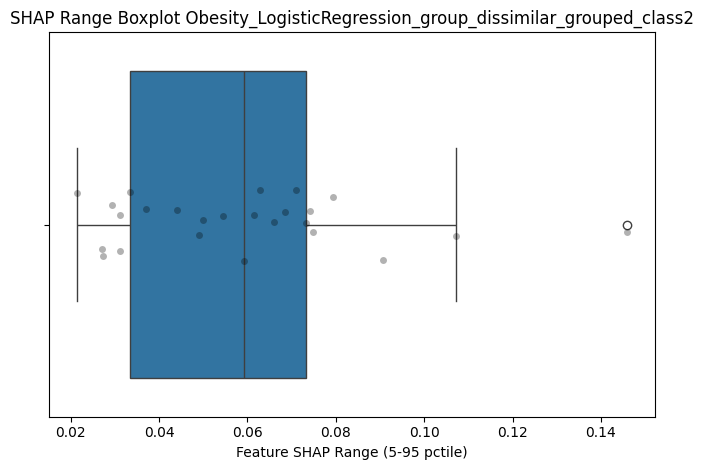 SHAP Range Boxplot Obesity_LogisticRegression_group_dissimilar_grouped_class2
0.02 0.04 0.06 0.08 0.10 0.12 0.14
Feature SHAP Range (5-95 pctile)